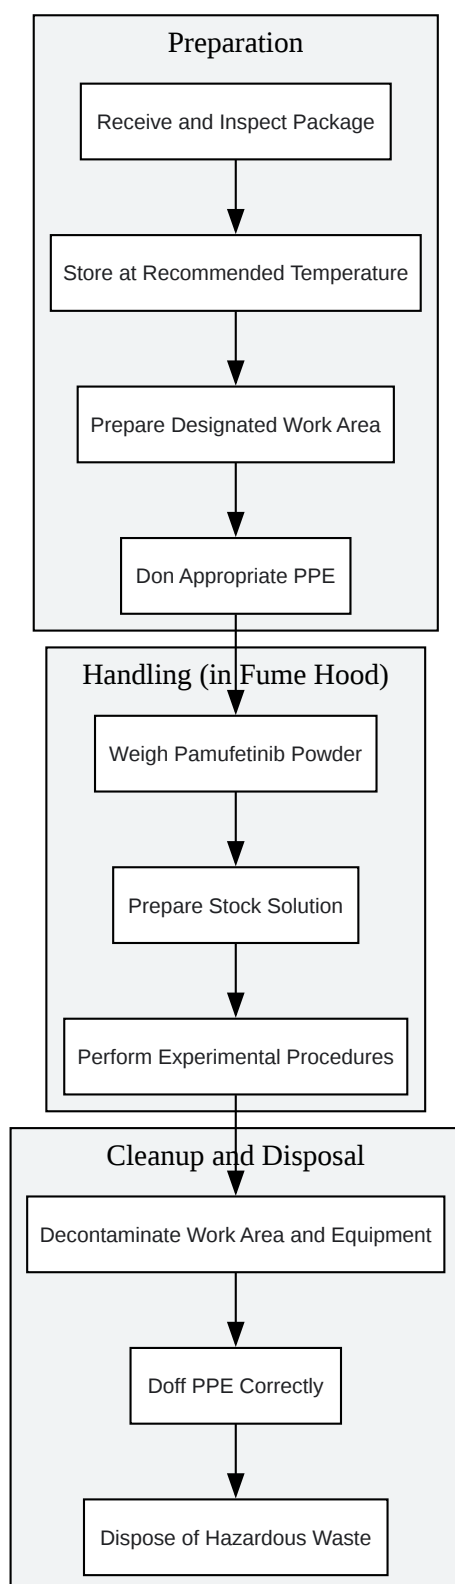 Preparation
Receive and Inspect Package
Store at Recommended Temperature
Prepare Designated Work Area
Don Appropriate PPE
Handling (in Fume Hood)
Weigh Pamufetinib Powder
Prepare Stock Solution
Perform Experimental Procedures
Cleanup and Disposal
Decontaminate Work Area and Equipment
Doff PPE Correctly
Dispose of Hazardous Waste